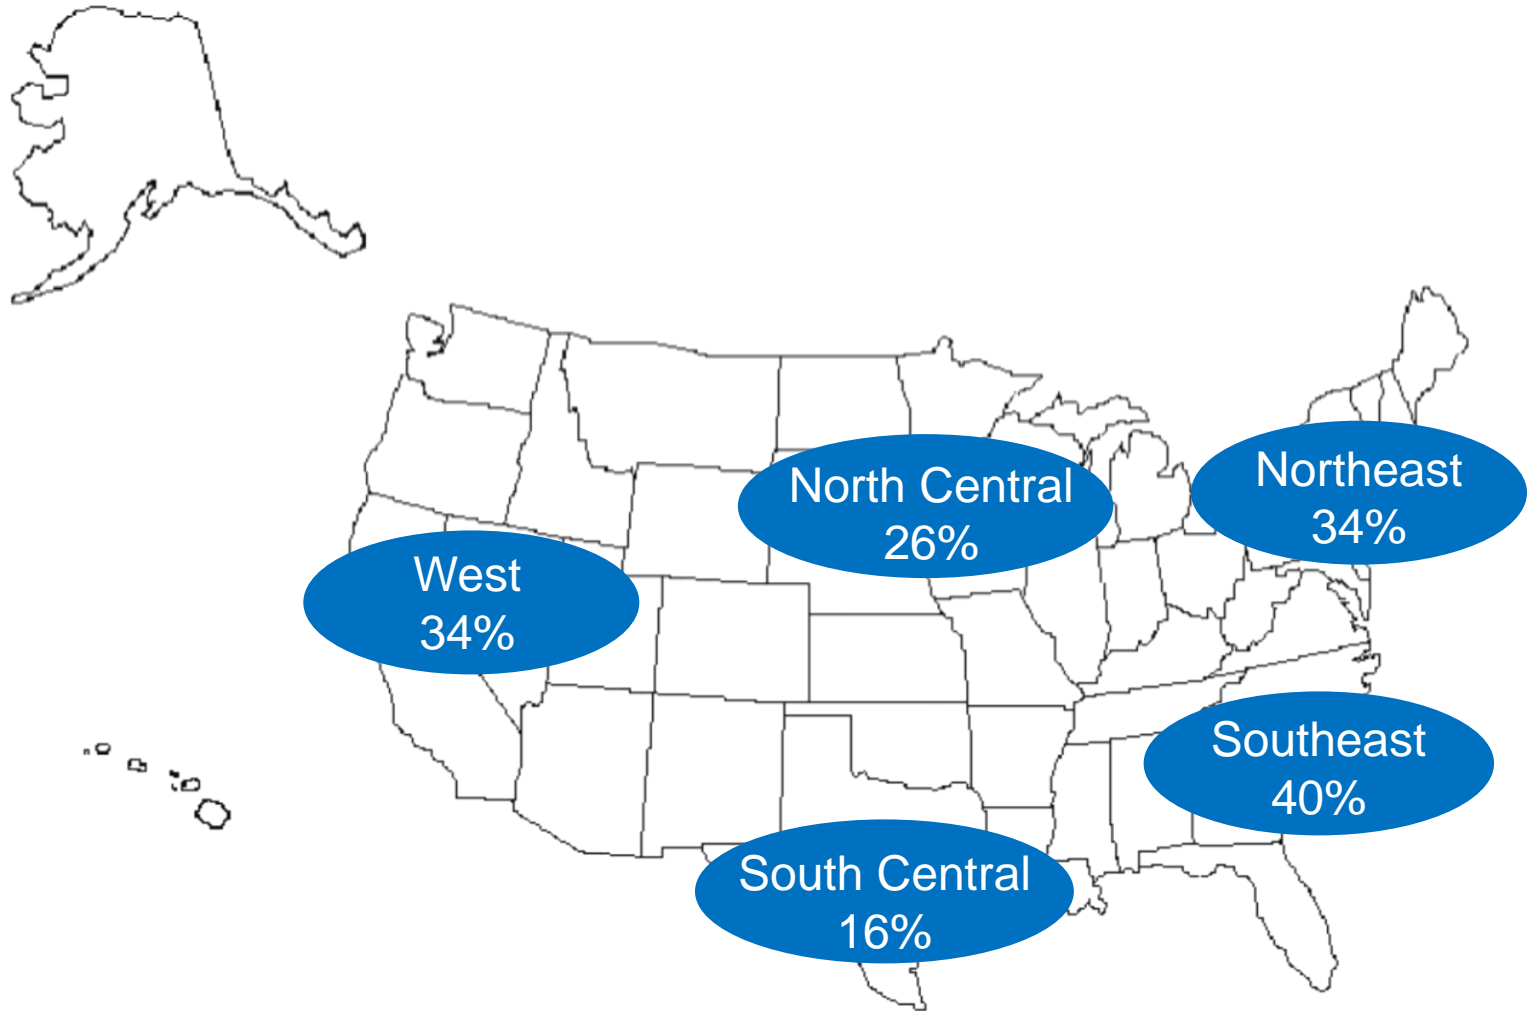 North Central
26%
Northeast
34%
West
34%
Southeast
40%
South Central
16%